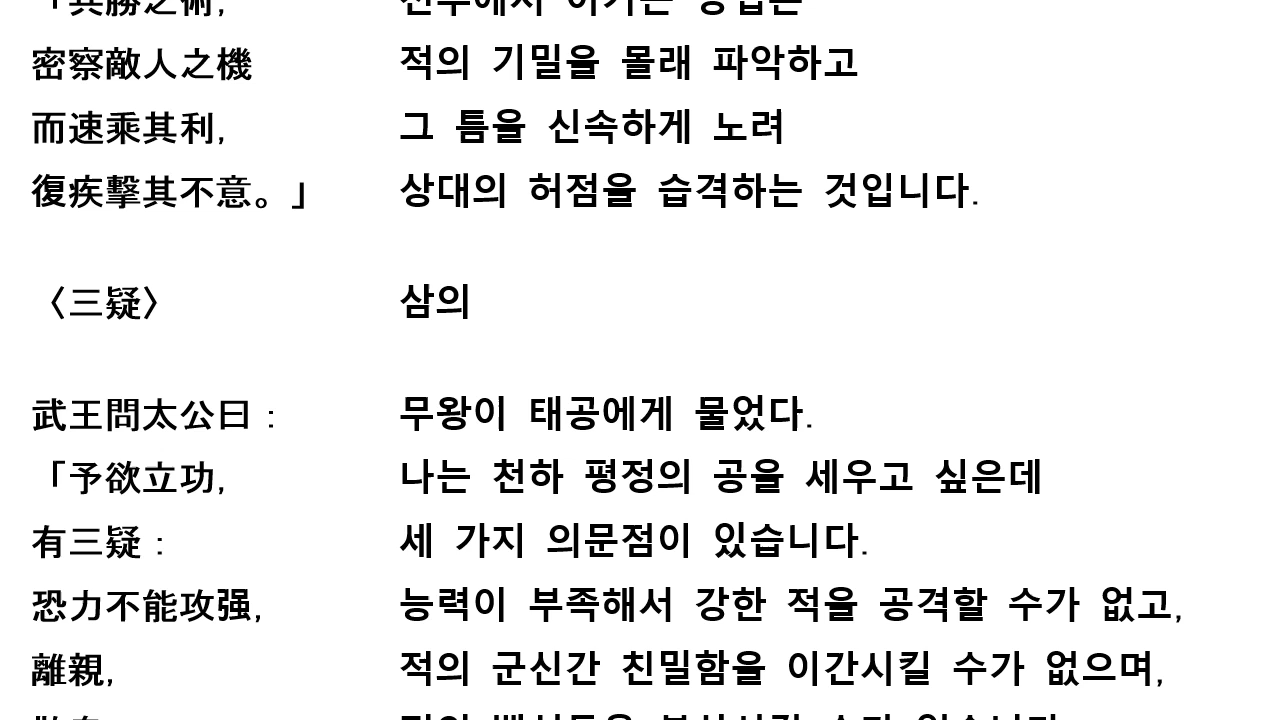 「兵勝之術,
密察敵人之機 적의 기밀을 몰래 파악하고
而速乘其利, 그 틈을 신속하게 노려
復疾擊其不意。」 상대의 허점을 습격하는 것입니다.
〈三疑〉 삼의
武王問太公曰 : 무왕이 태공에게 물었다.
「予欲立功, 나는 천하 평정의 공을 세우고 싶은데
有三疑 : 세 가지 의문점이 있습니다.
恐力不能攻强, 능력이 부족해서 강한 적을 공격할 수가 없고,
離親, 적의 군신간 친밀함을 이간시킬 수가 없으며,